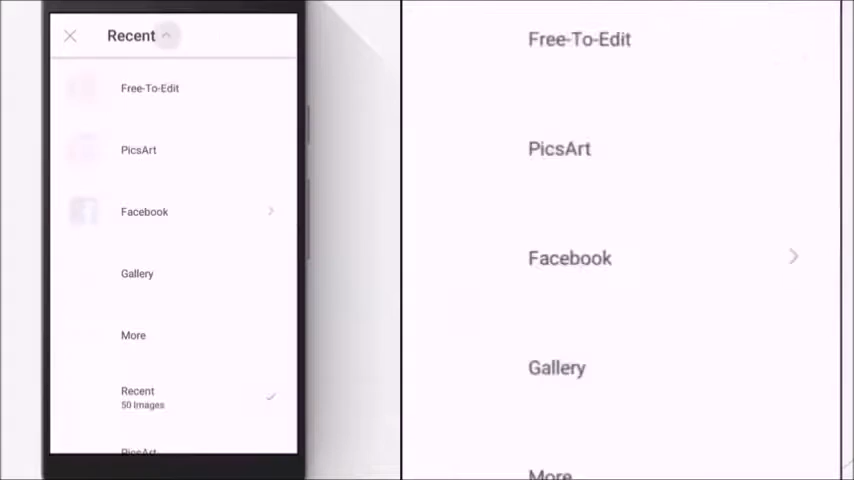 Recent
Free-To-Edit
PicsArt
Facebook
Gallery
More
Recent
50 Images
PicsArt
Free-To-Edit
PicsArt
Facebook
Gallery
More